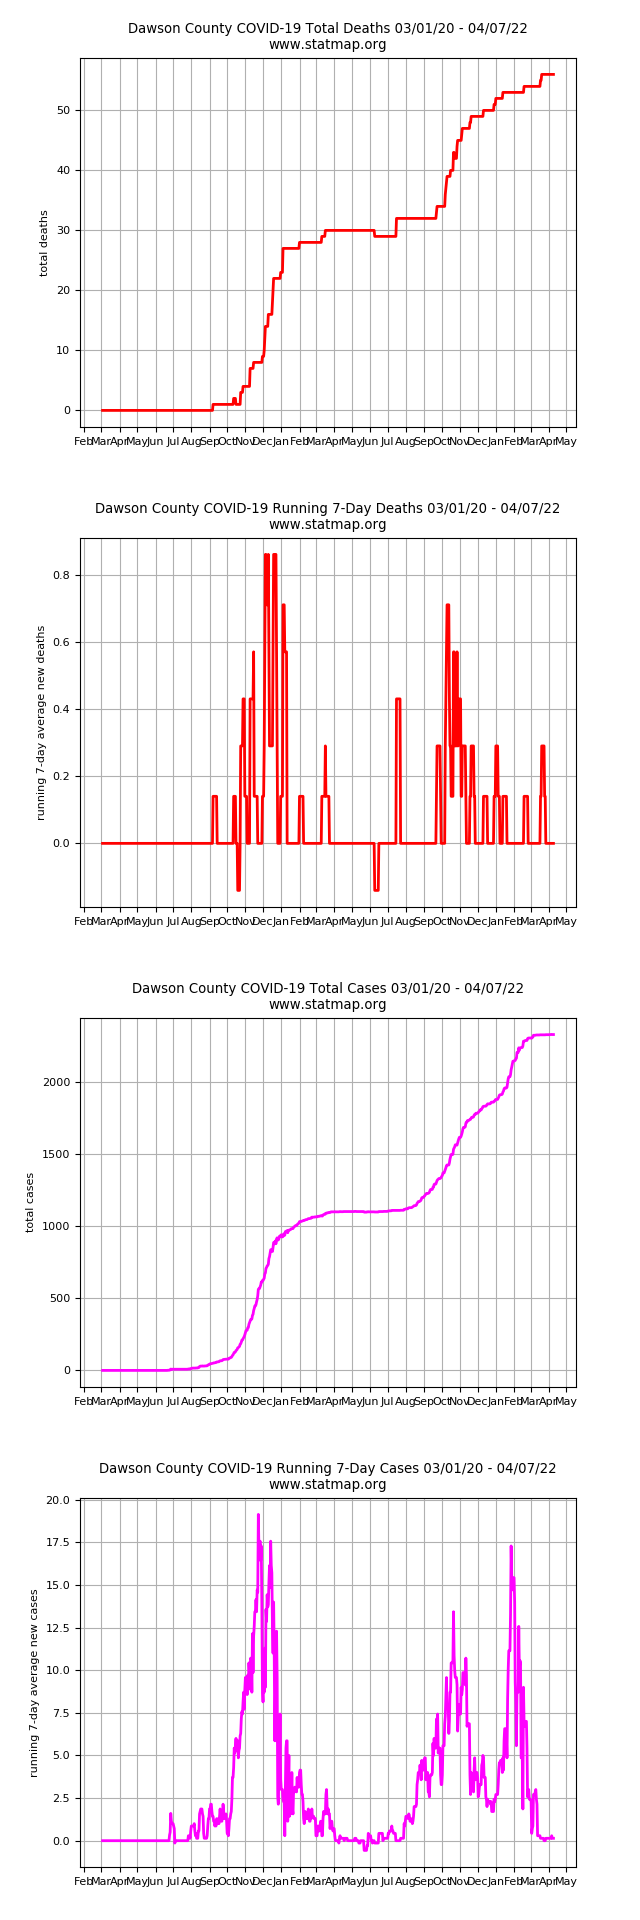 Dawson County COVID-19 Total Deaths 03/01/20 - 04/07/22
www.statmap.org
50
40
30
20
10
0
total deaths
Feb Mar Apr May Jun Jul Aug Sep Oct Nov Dec Jan Feb Mar Apr May Jun Jul Aug Sep Oct Nov Dec Jan Feb Mar Apr May
Dawson County COVID-19 Running 7-Day Deaths 03/01/20 - 04/07/22
www.statmap.org
0.8
0.6
0.4
0.2
0.0
running 7-day average new deaths
Feb Mar Apr May Jun Jul Aug Sep Oct Nov Dec Jan Feb Mar Apr May Jun Jul Aug Sep Oct Nov Dec Jan Feb Mar Apr May
Dawson County COVID-19 Total Cases 03/01/20 - 04/07/22
www.statmap.org
2000
1500
1000
500
0
total cases
Feb Mar Apr May Jun Jul Aug Sep Oct Nov Dec Jan Feb Mar Apr May Jun Jul Aug Sep Oct Nov Dec Jan Feb Mar Apr May
Dawson County COVID-19 Running 7-Day Cases 03/01/20 - 04/07/22
www.statmap.org
20.0
17.5
15.0
12.5
10.0
7.5
5.0
2.5
0.0
running 7-day average new cases
Feb Mar Apr May Jun Jul Aug Sep Oct Nov Dec Jan Feb Mar Apr May Jun Jul Aug Sep Oct Nov Dec Jan Feb Mar Apr May